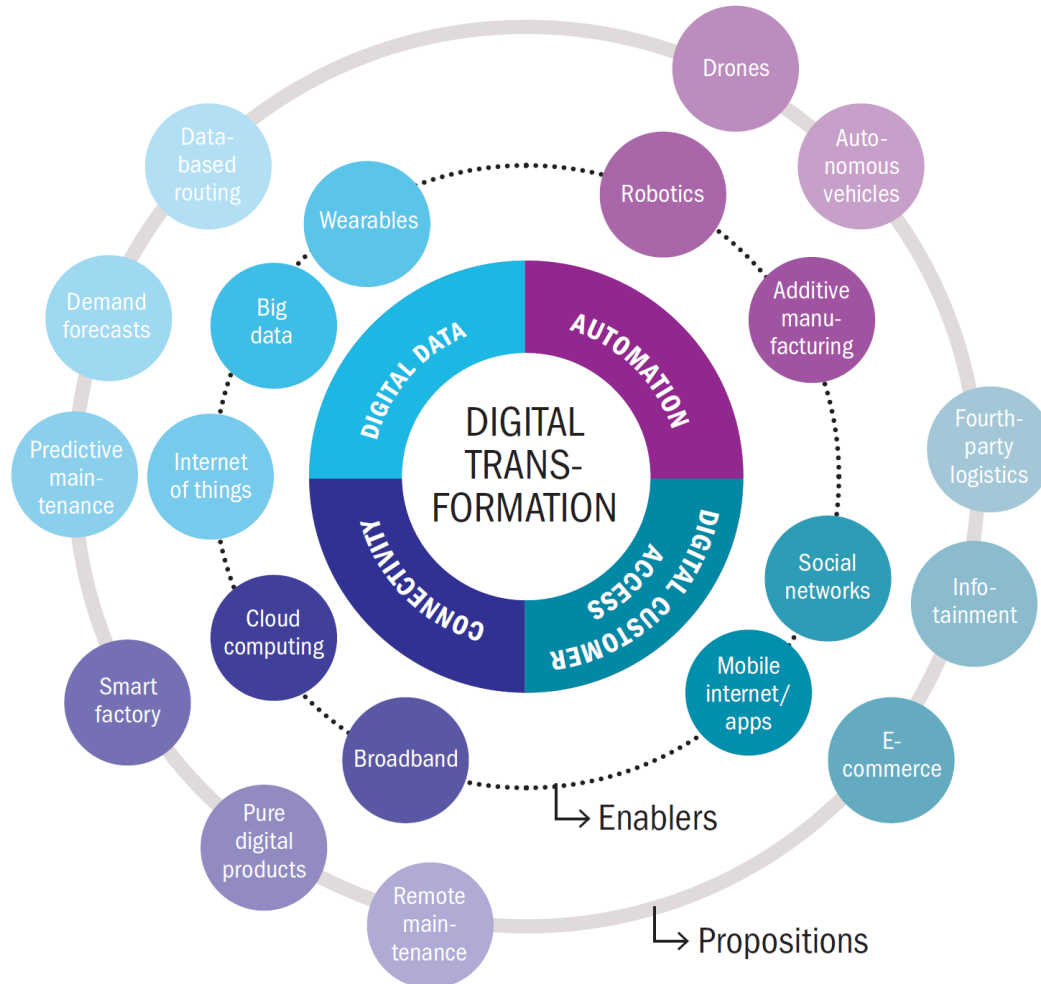 Drones
Auto-
nomous
vehicles
Data-
based
routing
Wearables
Robotics
Demand
forecasts
Big
data
Additive
manu-
facturing
DIGITAL DATA
AUTOMATION
DIGITAL
TRANS-
FORMATION
Predictive
main-
tenance
Internet
of things
Fourth-
party
logistics
CONNECTIVITY
DIGITAL CUSTOMER
ACCESS
Social
networks
Info-
tainment
Cloud
computing
Smart
factory
Mobile
internet/
apps
Broadband
E-
commerce
Enablers
Pure
digital
products
Remote
main-
tenance
Propositions